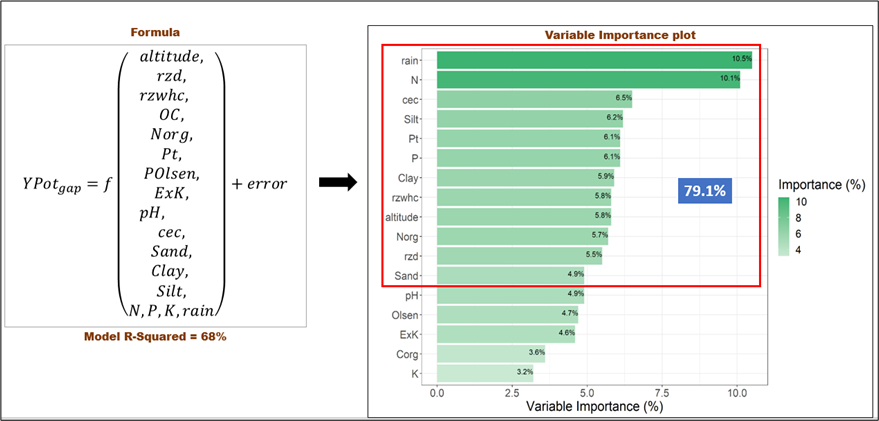 Formula
altitude,
rzd,
rzwhc,
OC,
Norg,
Pt,
YPot_gap = f ( POlsen, ) + error
ExK,
pH,
cec,
Sand,
Clay,
Silt,
N, P, K, rain
Model R-Squared = 68%
Variable Importance plot
rain 10.5%
N 10.1%
cec 6.5%
Silt 6.2%
Pt 6.1%
P 6.1%
Clay 5.9%
rzwhc 5.8%
altitude 5.8%
Norg 5.7%
rzd 5.5%
Sand 4.9%
pH 4.9%
Olsen 4.7%
ExK 4.6%
Corg 3.6%
K 3.2%
79.1%
0.0 2.5 5.0 7.5 10.0
Variable Importance (%)
Importance (%)
10
8
6
4